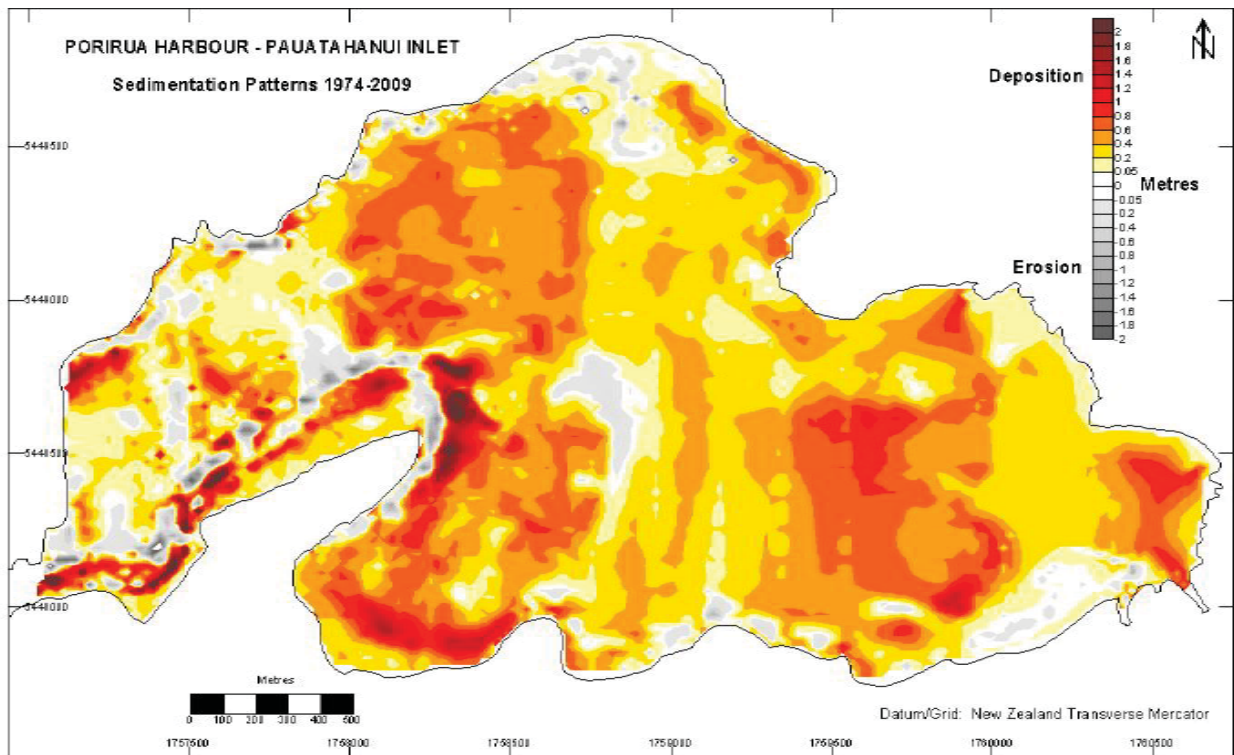 PORIRUA HARBOUR - PAUATAHANUI INLET
Sedimentation Patterns 1974-2009
N
Deposition
Metres
Erosion
2
1.8
1.6
1.4
1.2
1
0.8
0.6
0.4
0.2
0.05
0
-0.05
-0.2
-0.4
-0.6
-0.8
-1
-1.2
-1.4
-1.6
-1.8
-2
Metres
0 100 200 300 400 500
Datum/Grid: New Zealand Transverse Mercator
1757500 1758000 1758500 1759000 1759500 1760000 1760500